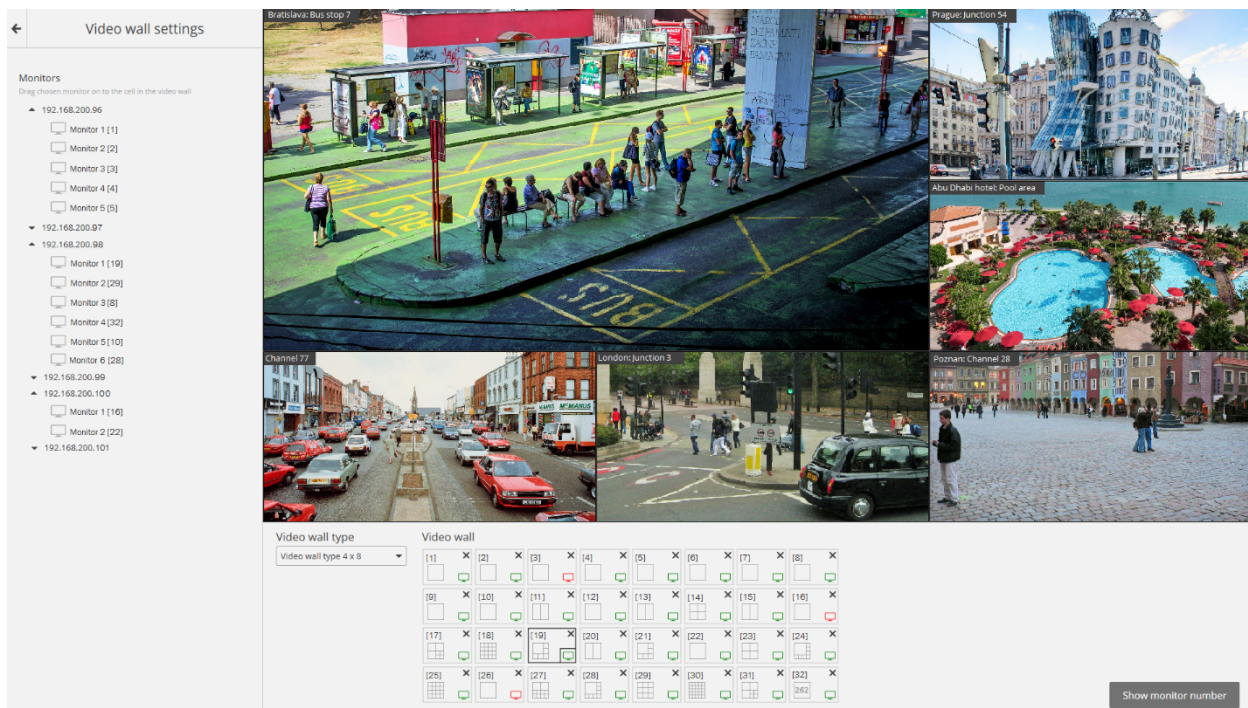 Video wall settings
Monitors
Drag chosen monitor on to the cell in the video wall
192.168.200.96
Monitor 1 [1]
Monitor 2 [2]
Monitor 3 [3]
Monitor 4 [4]
Monitor 5 [5]
192.168.200.97
192.168.200.98
Monitor 1 [19]
Monitor 2 [29]
Monitor 3 [8]
Monitor 4 [32]
Monitor 5 [10]
Monitor 6 [28]
192.168.200.99
192.168.200.100
Monitor 1 [16]
Monitor 2 [22]
192.168.200.101
Bratislava: Bus stop 7
BUS
BUS
Prague: Junction 54
Abu Dhabi hotel: Pool area
Channel 77
McMANUS
London: Junction 3
Poznan: Channel 28
Video wall type
Video wall type 4 x 8
Video wall
[1] [2] [3] [4] [5] [6] [7] [8]
[9] [10] [11] [12] [13] [14] [15] [16]
[17] [18] [19] [20] [21] [22] [23] [24]
[25] [26] [27] [28] [29] [30] [31] [32]
262
Show monitor number